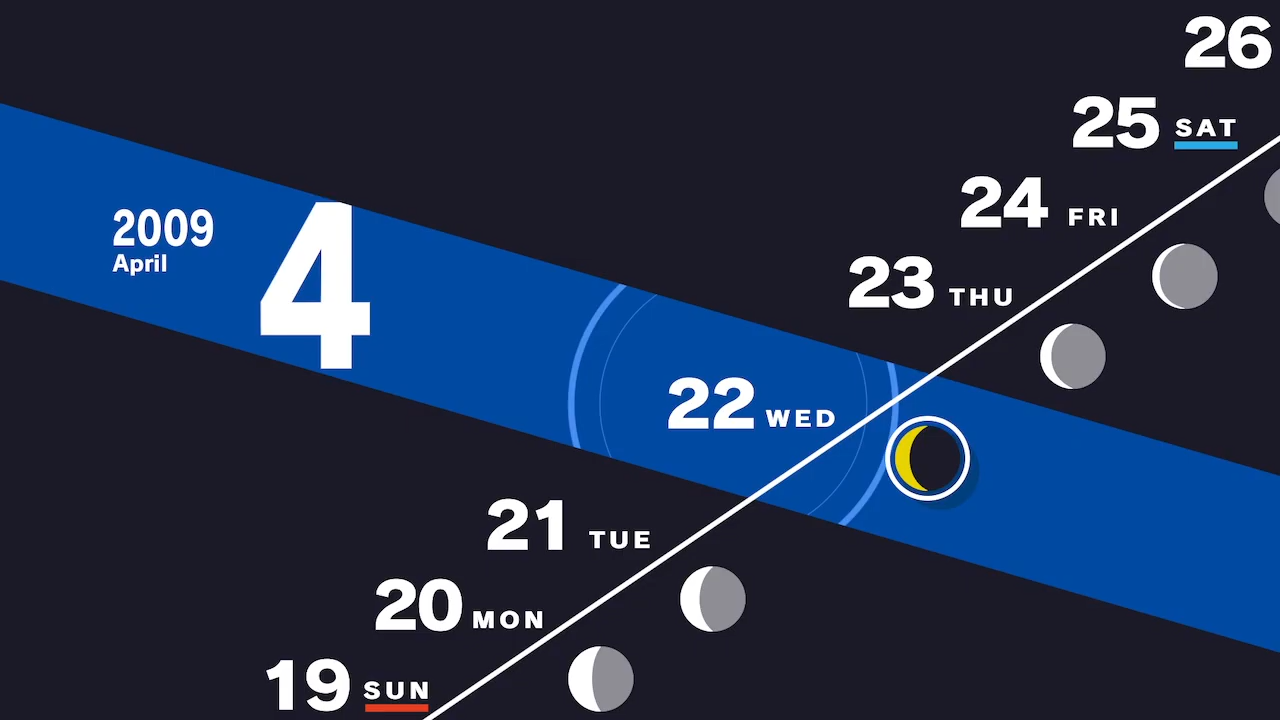 26
25 SAT
24 FRI
23 THU
2009
April
4
22 WED
21 TUE
20 MON
19 SUN